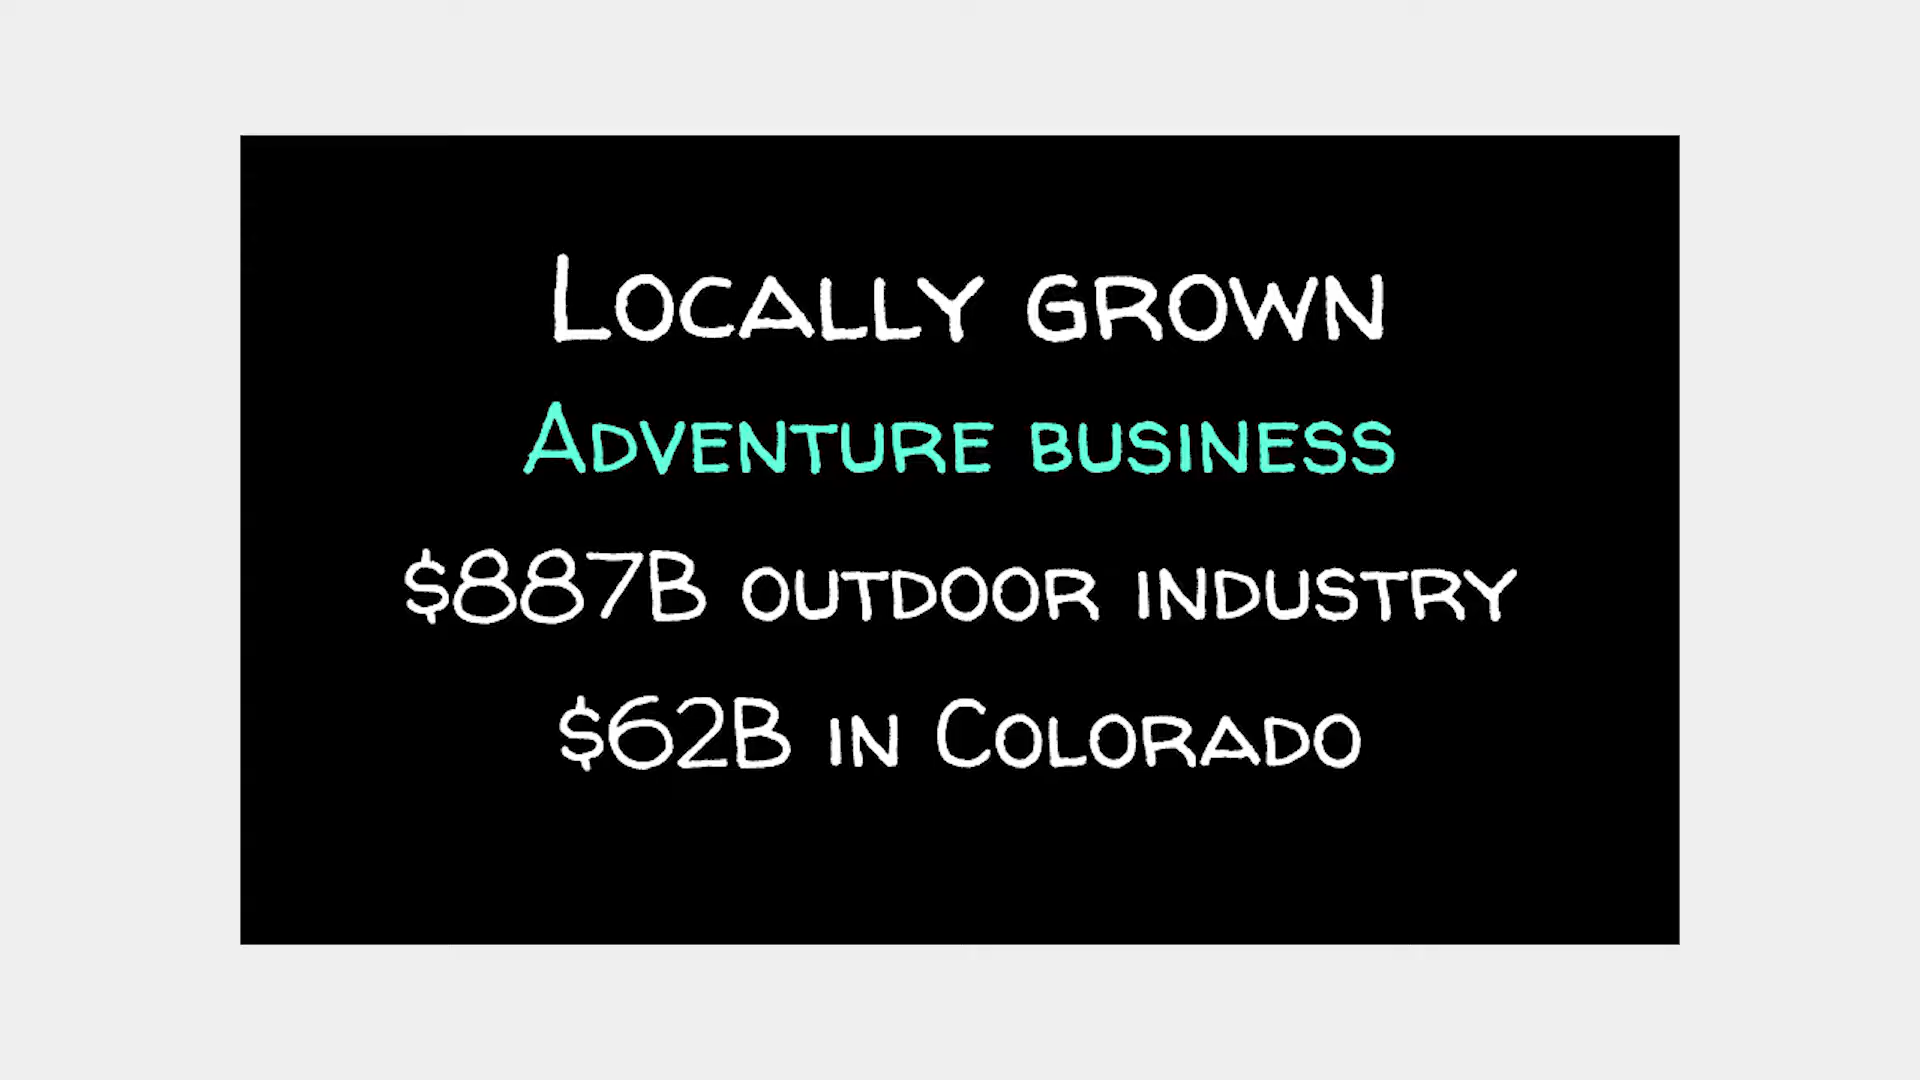 Locally grown
Adventure business
$887B outdoor industry
$62B in Colorado